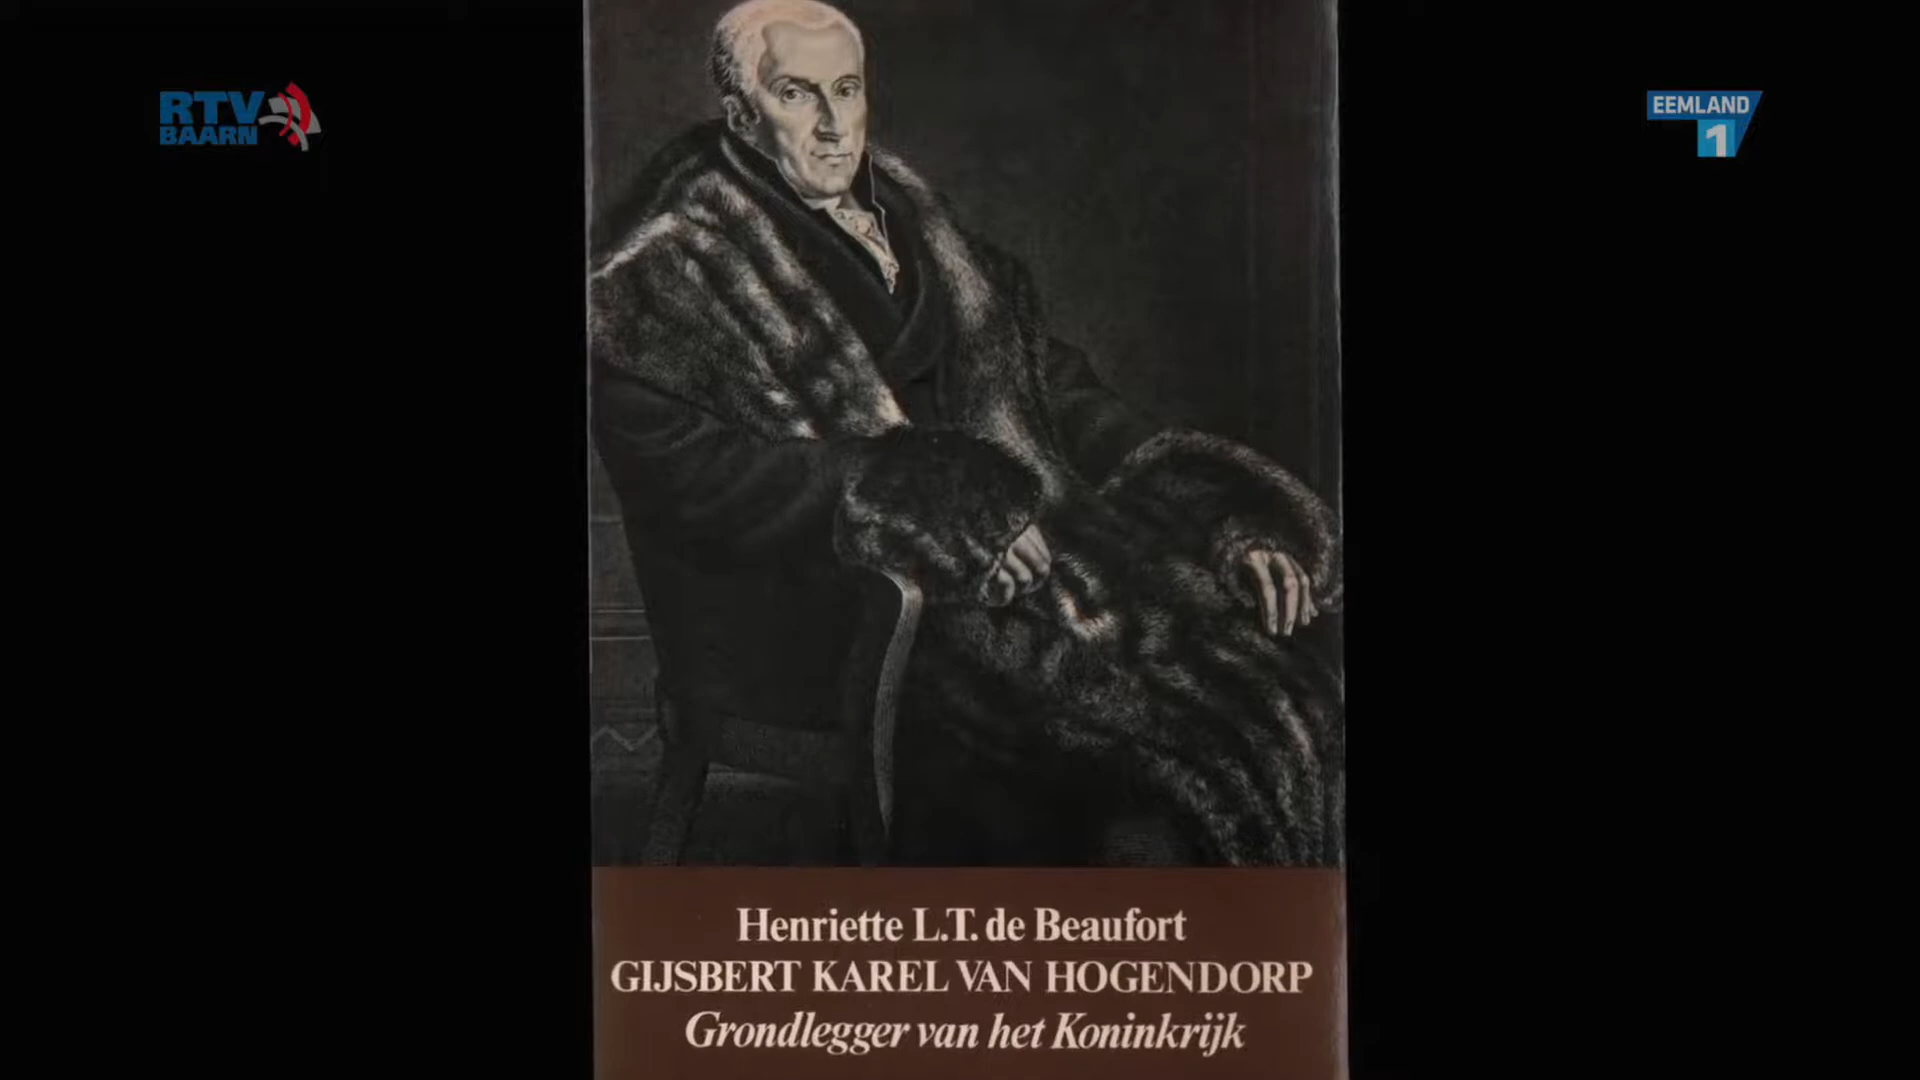 RTV
BAARN
EEMLAND
1
Henriette L.T. de Beaufort
GIJSBERT KAREL VAN HOGENDORP
Grondlegger van het Koninkrijk